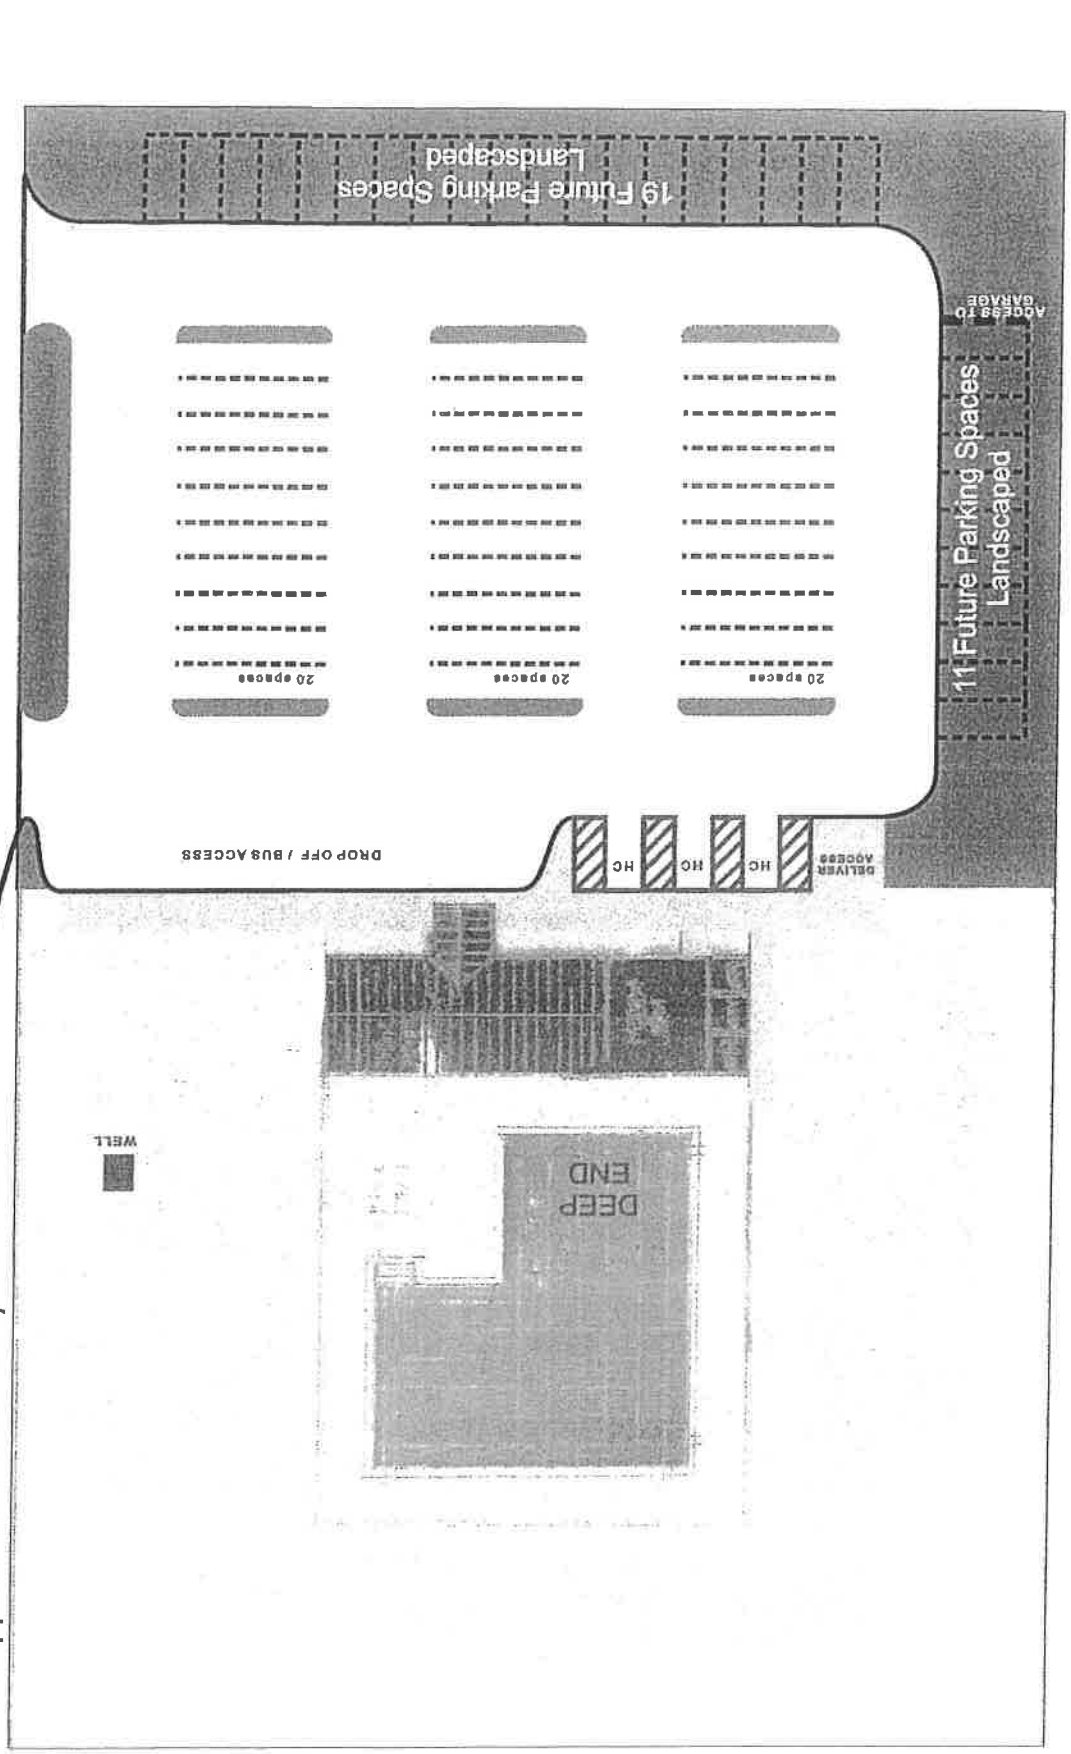 19 Future Parking Spaces
Landscaped
ACCESS TO
GARAGE
11 Future Parking Spaces
Landscaped
20 spaces
20 spaces
20 spaces
DROP OFF / BUS ACCESS
HC
HC
HC
DELIVER
ACCESS
WELL
DEEP
END